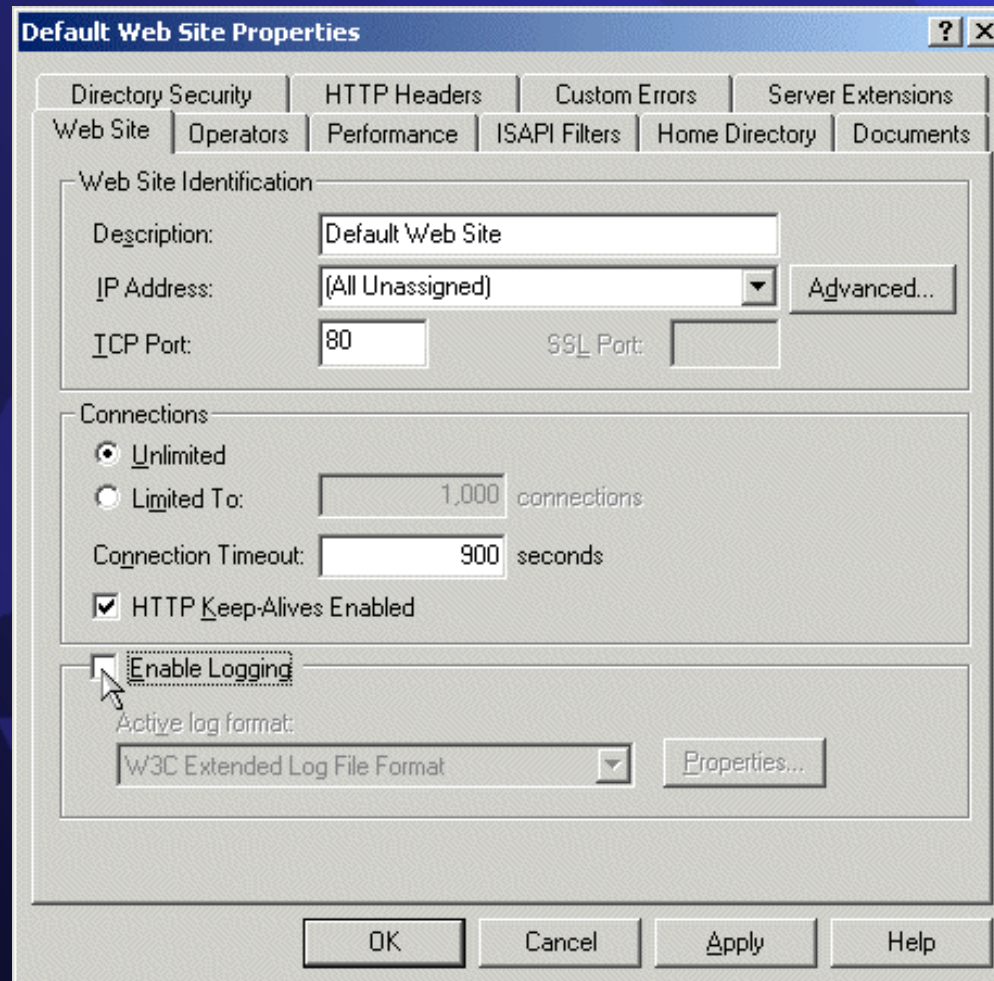 Default Web Site Properties
Directory Security HTTP Headers Custom Errors Server Extensions
Web Site Operators Performance ISAPI Filters Home Directory Documents
Web Site Identification
Description: Default Web Site
IP Address: (All Unassigned) Advanced...
TCP Port: 80 SSL Port:
Connections
Unlimited
Limited To: 1,000 connections
Connection Timeout: 900 seconds
HTTP Keep-Alives Enabled
Enable Logging
Active log format:
W3C Extended Log File Format Properties...
OK Cancel Apply Help